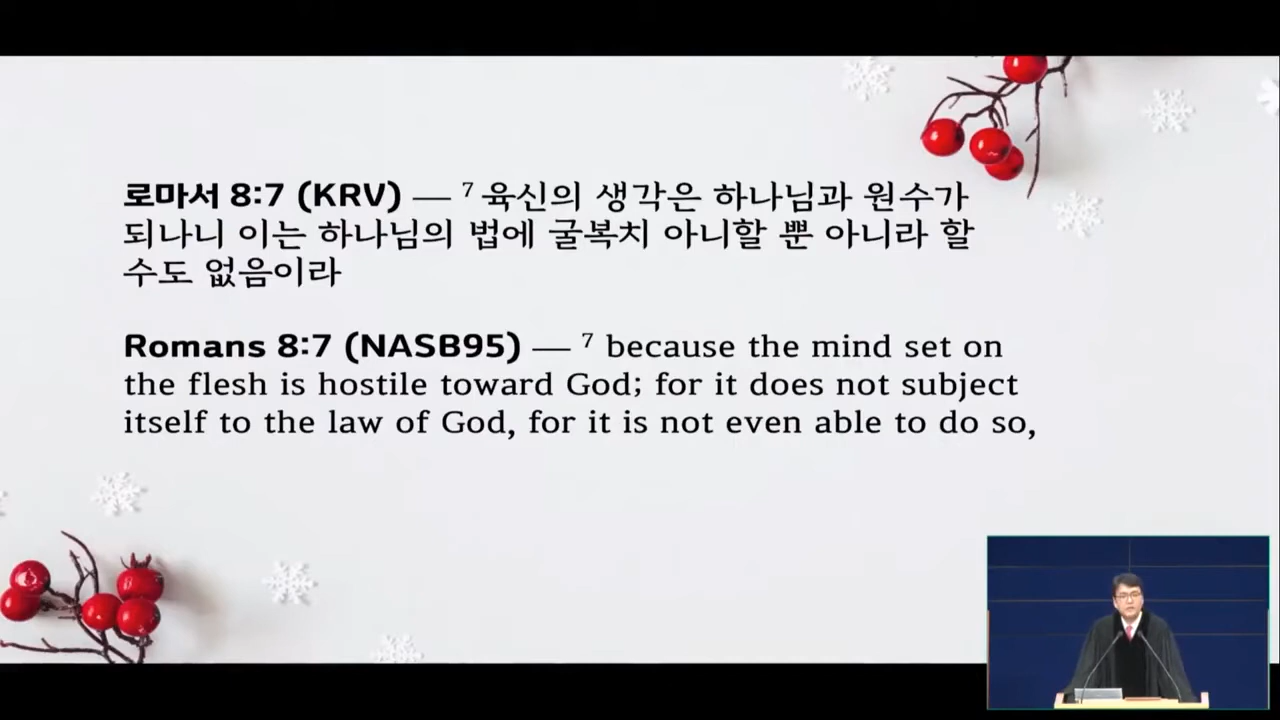 로마서 8:7 (KRV) — ⁷ 육신의 생각은 하나님과 원수가
되나니 이는 하나님의 법에 굴복치 아니할 뿐 아니라 할
수도 없음이라
Romans 8:7 (NASB95) — ⁷ because the mind set on
the flesh is hostile toward God; for it does not subject
itself to the law of God, for it is not even able to do so,